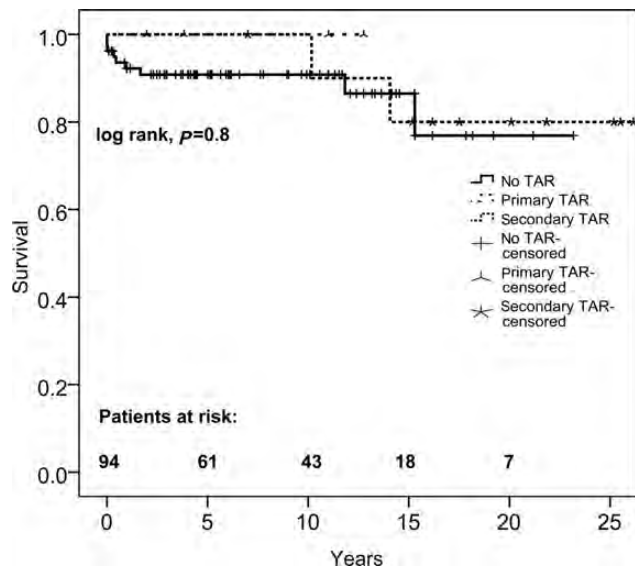 1.0
0.8
0.6
0.4
0.2
0.0
Survival
log rank, P=0.8
No TAR
Primary TAR
Secondary TAR
No TAR-
censored
Primary TAR-
censored
Secondary TAR-
censored
Patients at risk:
94 61 43 18 7
0 5 10 15 20 25
Years